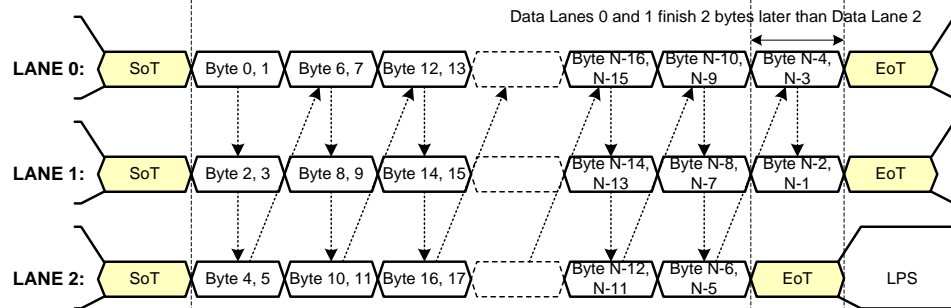 Data Lanes 0 and 1 finish 2 bytes later than Data Lane 2
LANE 0: SoT Byte 0, 1 Byte 6, 7 Byte 12, 13 Byte N-16, N-15 Byte N-10, N-9 Byte N-4, N-3 EoT
LANE 1: SoT Byte 2, 3 Byte 8, 9 Byte 14, 15 Byte N-14, N-13 Byte N-8, N-7 Byte N-2, N-1 EoT
LANE 2: SoT Byte 4, 5 Byte 10, 11 Byte 16, 17 Byte N-12, N-11 Byte N-6, N-5 EoT LPS